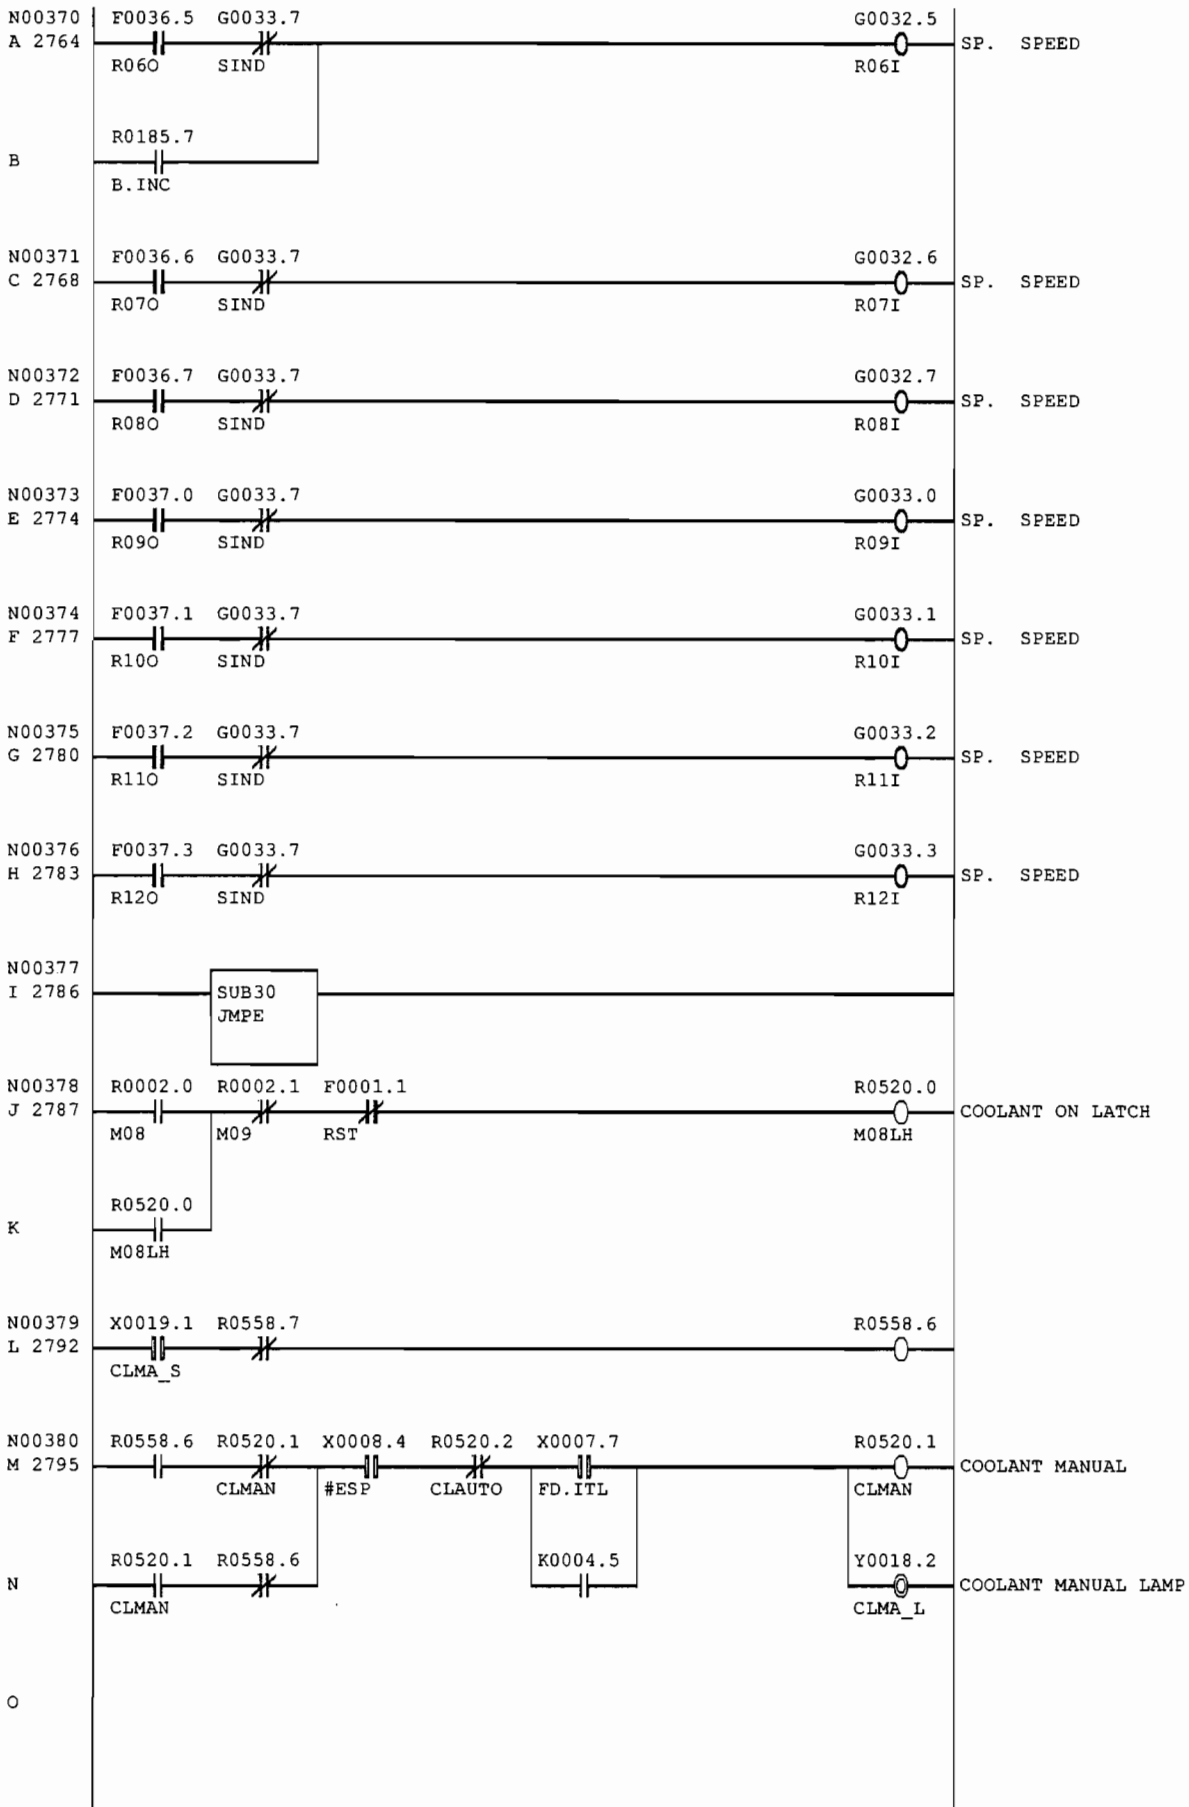 N00370 F0036.5 G0033.7 G0032.5
A 2764 SP. SPEED
R06O SIND R06I
R0185.7
B
B.INC
N00371 F0036.6 G0033.7 G0032.6
C 2768 SP. SPEED
R07O SIND R07I
N00372 F0036.7 G0033.7 G0032.7
D 2771 SP. SPEED
R08O SIND R08I
N00373 F0037.0 G0033.7 G0033.0
E 2774 SP. SPEED
R09O SIND R09I
N00374 F0037.1 G0033.7 G0033.1
F 2777 SP. SPEED
R10O SIND R10I
N00375 F0037.2 G0033.7 G0033.2
G 2780 SP. SPEED
R11O SIND R11I
N00376 F0037.3 G0033.7 G0033.3
H 2783 SP. SPEED
R12O SIND R12I
N00377
I 2786 SUB30
JMPE
N00378 R0002.0 R0002.1 F0001.1 R0520.0
J 2787 COOLANT ON LATCH
M08 M09 RST M08LH
R0520.0
K
M08LH
N00379 X0019.1 R0558.7 R0558.6
L 2792
CLMA_S
N00380 R0558.6 R0520.1 X0008.4 R0520.2 X0007.7 R0520.1
M 2795 COOLANT MANUAL
CLMAN #ESP CLAUTO FD.ITL CLMAN
R0520.1 R0558.6 K0004.5 Y0018.2
N COOLANT MANUAL LAMP
CLMAN CLMA_L
O